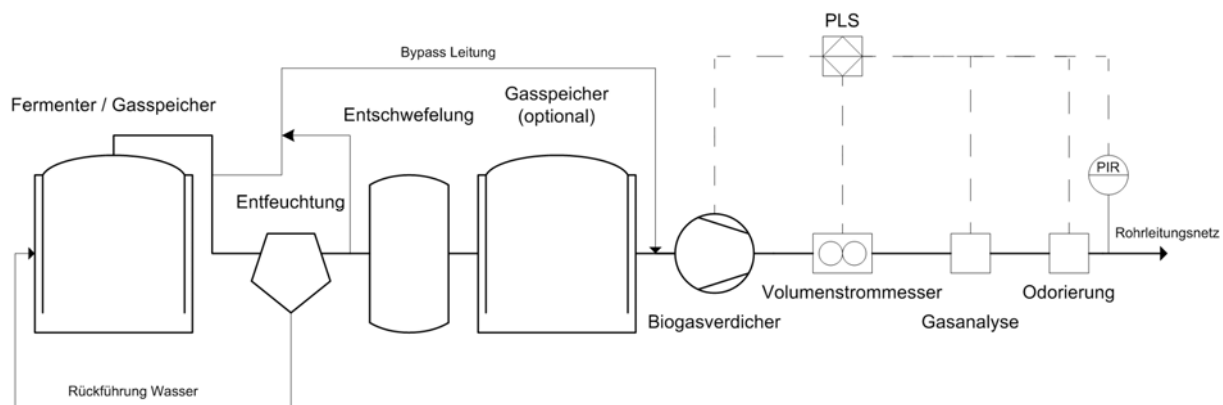 PLS
Bypass Leitung
Fermenter / Gasspeicher
Entschwefelung
Gasspeicher
(optional)
Entfeuchtung
PIR
Rohrleitungsnetz
Volumenstrommesser
Odorierung
Biogasverdicher
Gasanalyse
Rückführung Wasser